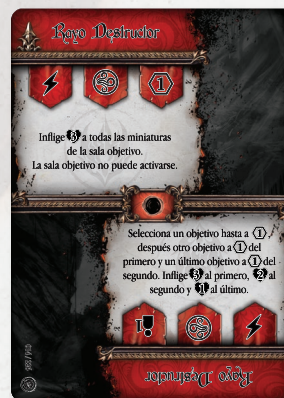 Rayo Destructor
1
Inflige 3 a todas las miniaturas
de la sala objetivo.
La sala objetivo no puede activarse.
Selecciona un objetivo hasta a 1,
después otro objetivo a 1 del
primero y un último objetivo a 1 del
segundo. Inflige 3 al primero, 2 al
segundo y 1 al último.
1
Rayo Destructor